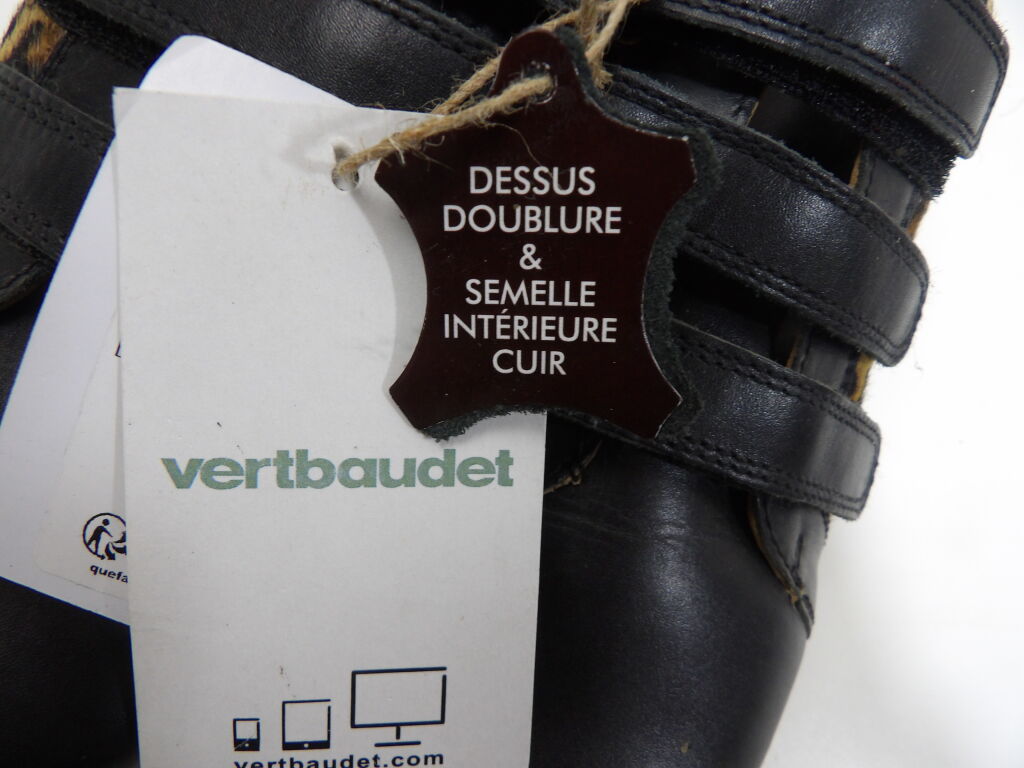 DESSUS
DOUBLURE
&
SEMELLE
INTÉRIEURE
CUIR
vertbaudet
vertbaudet.com